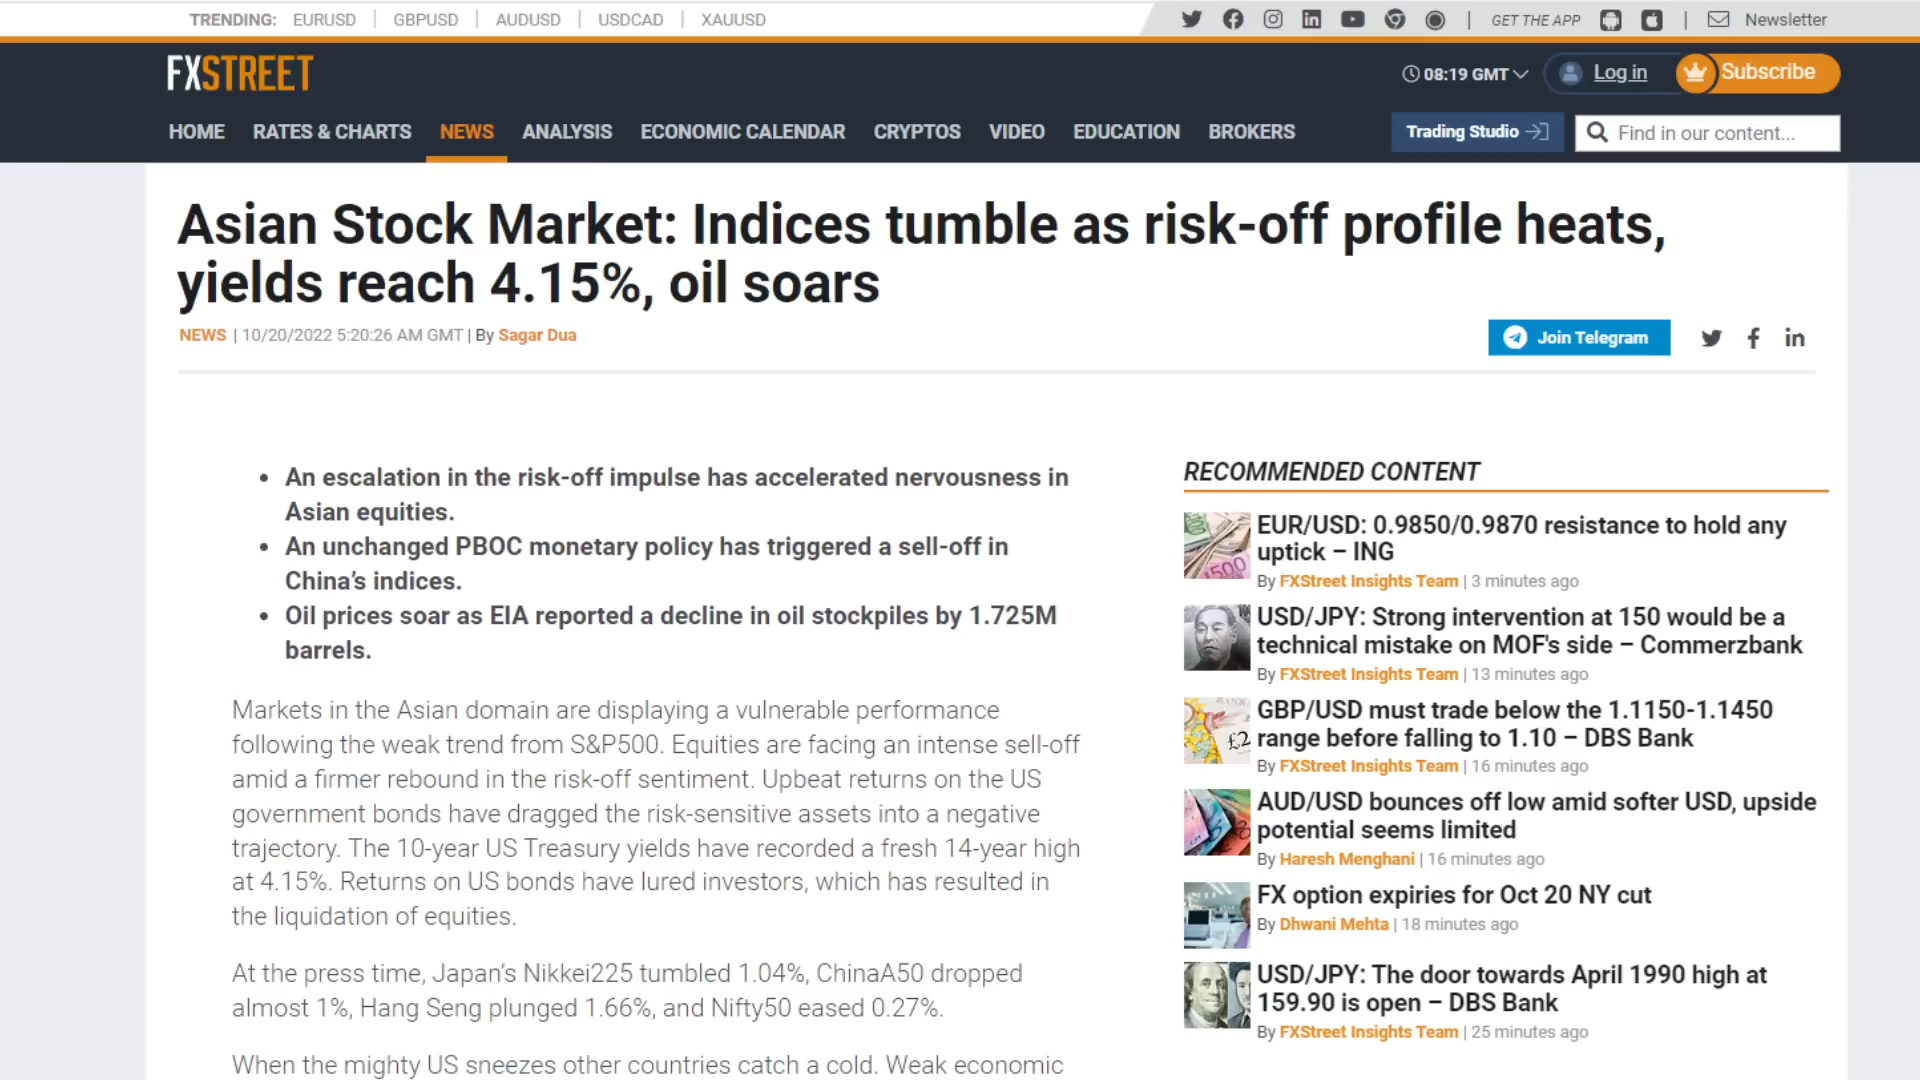 TRENDING: EURUSD | GBPUSD | AUDUSD | USDCAD | XAUUSD
| GET THE APP | Newsletter
FXSTREET
08:19 GMT Log in Subscribe
HOME RATES & CHARTS NEWS ANALYSIS ECONOMIC CALENDAR CRYPTOS VIDEO EDUCATION BROKERS
Trading Studio Find in our content...
Asian Stock Market: Indices tumble as risk-off profile heats,
yields reach 4.15%, oil soars
NEWS | 10/20/2022 5:20:26 AM GMT | By Sagar Dua
Join Telegram
• An escalation in the risk-off impulse has accelerated nervousness in
Asian equities.
• An unchanged PBOC monetary policy has triggered a sell-off in
China’s indices.
• Oil prices soar as EIA reported a decline in oil stockpiles by 1.725M
barrels.
Markets in the Asian domain are displaying a vulnerable performance
following the weak trend from S&P500. Equities are facing an intense sell-off
amid a firmer rebound in the risk-off sentiment. Upbeat returns on the US
government bonds have dragged the risk-sensitive assets into a negative
trajectory. The 10-year US Treasury yields have recorded a fresh 14-year high
at 4.15%. Returns on US bonds have lured investors, which has resulted in
the liquidation of equities.
At the press time, Japan’s Nikkei225 tumbled 1.04%, ChinaA50 dropped
almost 1%, Hang Seng plunged 1.66%, and Nifty50 eased 0.27%.
When the mighty US sneezes other countries catch a cold. Weak economic
RECOMMENDED CONTENT
EUR/USD: 0.9850/0.9870 resistance to hold any
uptick – ING
By FXStreet Insights Team | 3 minutes ago
USD/JPY: Strong intervention at 150 would be a
technical mistake on MOF's side – Commerzbank
By FXStreet Insights Team | 13 minutes ago
GBP/USD must trade below the 1.1150-1.1450
range before falling to 1.10 – DBS Bank
By FXStreet Insights Team | 16 minutes ago
AUD/USD bounces off low amid softer USD, upside
potential seems limited
By Haresh Menghani | 16 minutes ago
FX option expiries for Oct 20 NY cut
By Dhwani Mehta | 18 minutes ago
USD/JPY: The door towards April 1990 high at
159.90 is open – DBS Bank
By FXStreet Insights Team | 25 minutes ago